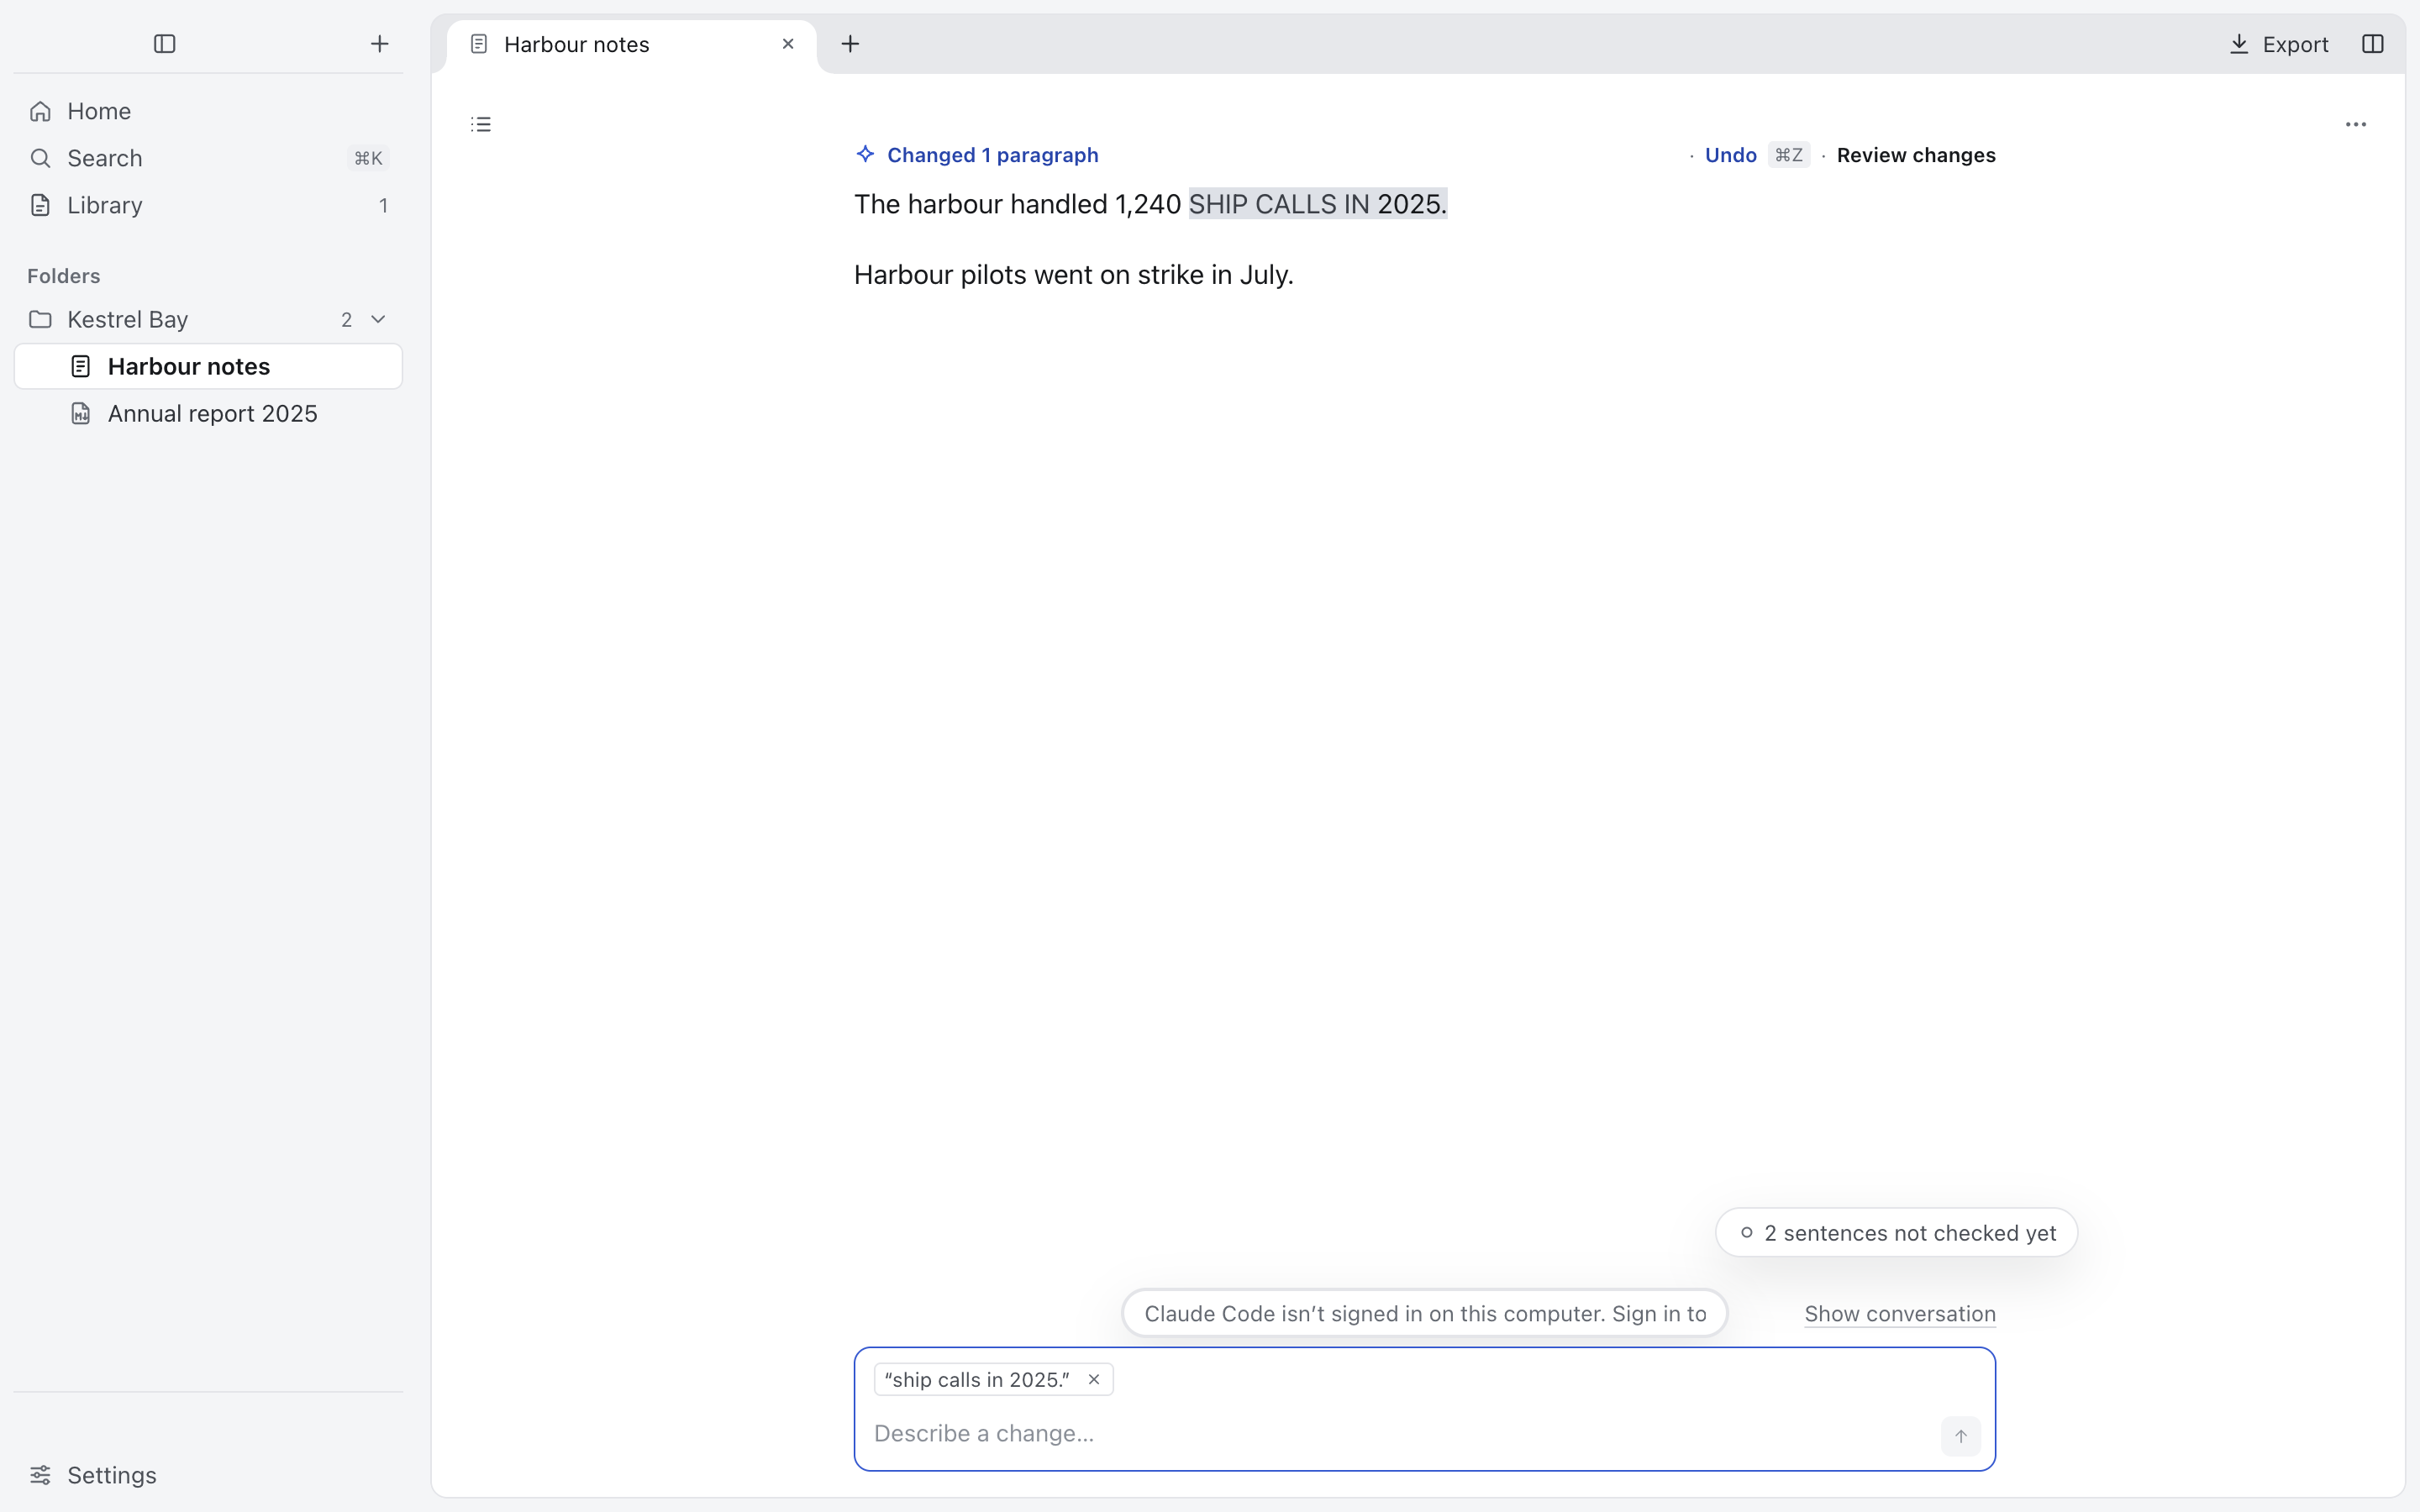 Harbour notes
Export
Home
Search ⌘K
Library 1
Folders
Kestrel Bay 2
Harbour notes
Annual report 2025
Settings
Changed 1 paragraph · Undo ⌘Z · Review changes
The harbour handled 1,240 SHIP CALLS IN 2025.
Harbour pilots went on strike in July.
2 sentences not checked yet
Claude Code isn’t signed in on this computer. Sign in to
Show conversation
“ship calls in 2025.”
Describe a change...